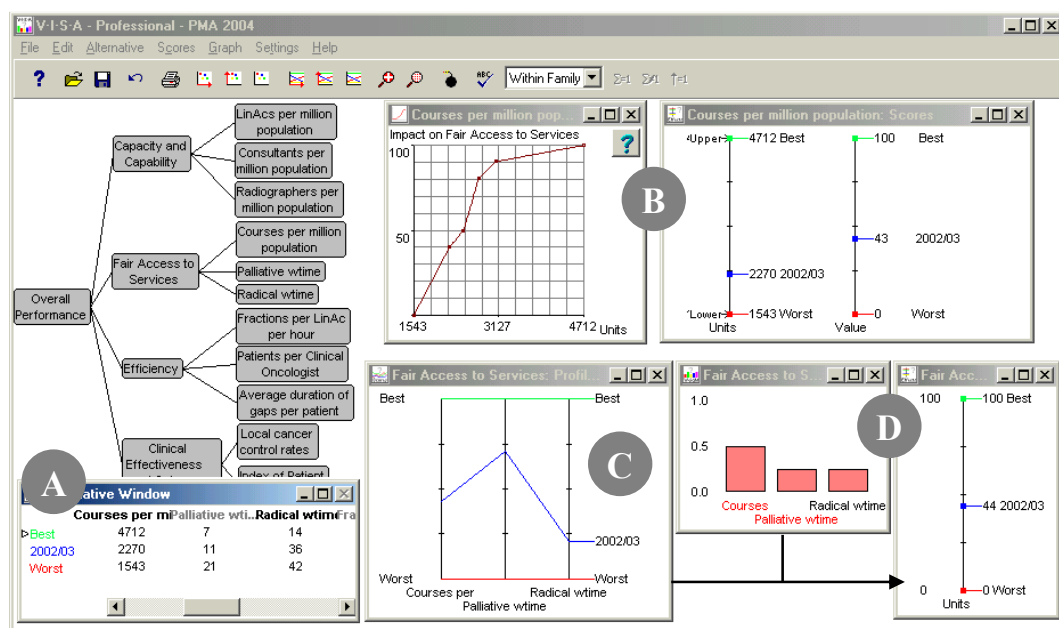 V·I·S·A - Professional - PMA 2004
File Edit Alternative Scores Graph Settings Help
? ABC Within Family Σ=1 Σ≠1 ↑=1
LinAcs per million
population
Capacity and
Capability
Consultants per
million population
Radiographers per
million population
Courses per
million population
Fair Access to
Services
Palliative wtime
Radical wtime
Overall
Performance
Fractions per LinAc
per hour
Efficiency
Patients per Clinical
Oncologist
Average duration of
gaps per patient
Clinical
Effectiveness
Local cancer
control rates
Index of Patient
Courses per million pop...
Impact on Fair Access to Services
100
?
50
1543 3127 4712 Units
B
Courses per million population: Scores
Upper 4712 Best 100 Best
43 2002/03
2270 2002/03
Lower 1543 Worst 0 Worst
Units Value
A
ative Window
Courses per mi Palliative wti.. Radical wtime Fra
Best 4712 7 14
2002/03 2270 11 36
Worst 1543 21 42
Fair Access to Services: Profil...
Best Best
C
2002/03
Worst Worst
Courses per Radical wtime
Palliative wtime
Fair Access to S...
D
1.0
0.5
0.0
Courses Radical wtime
Palliative wtime
Fair Acc...
100 100 Best
44 2002/03
0 0 Worst
Units